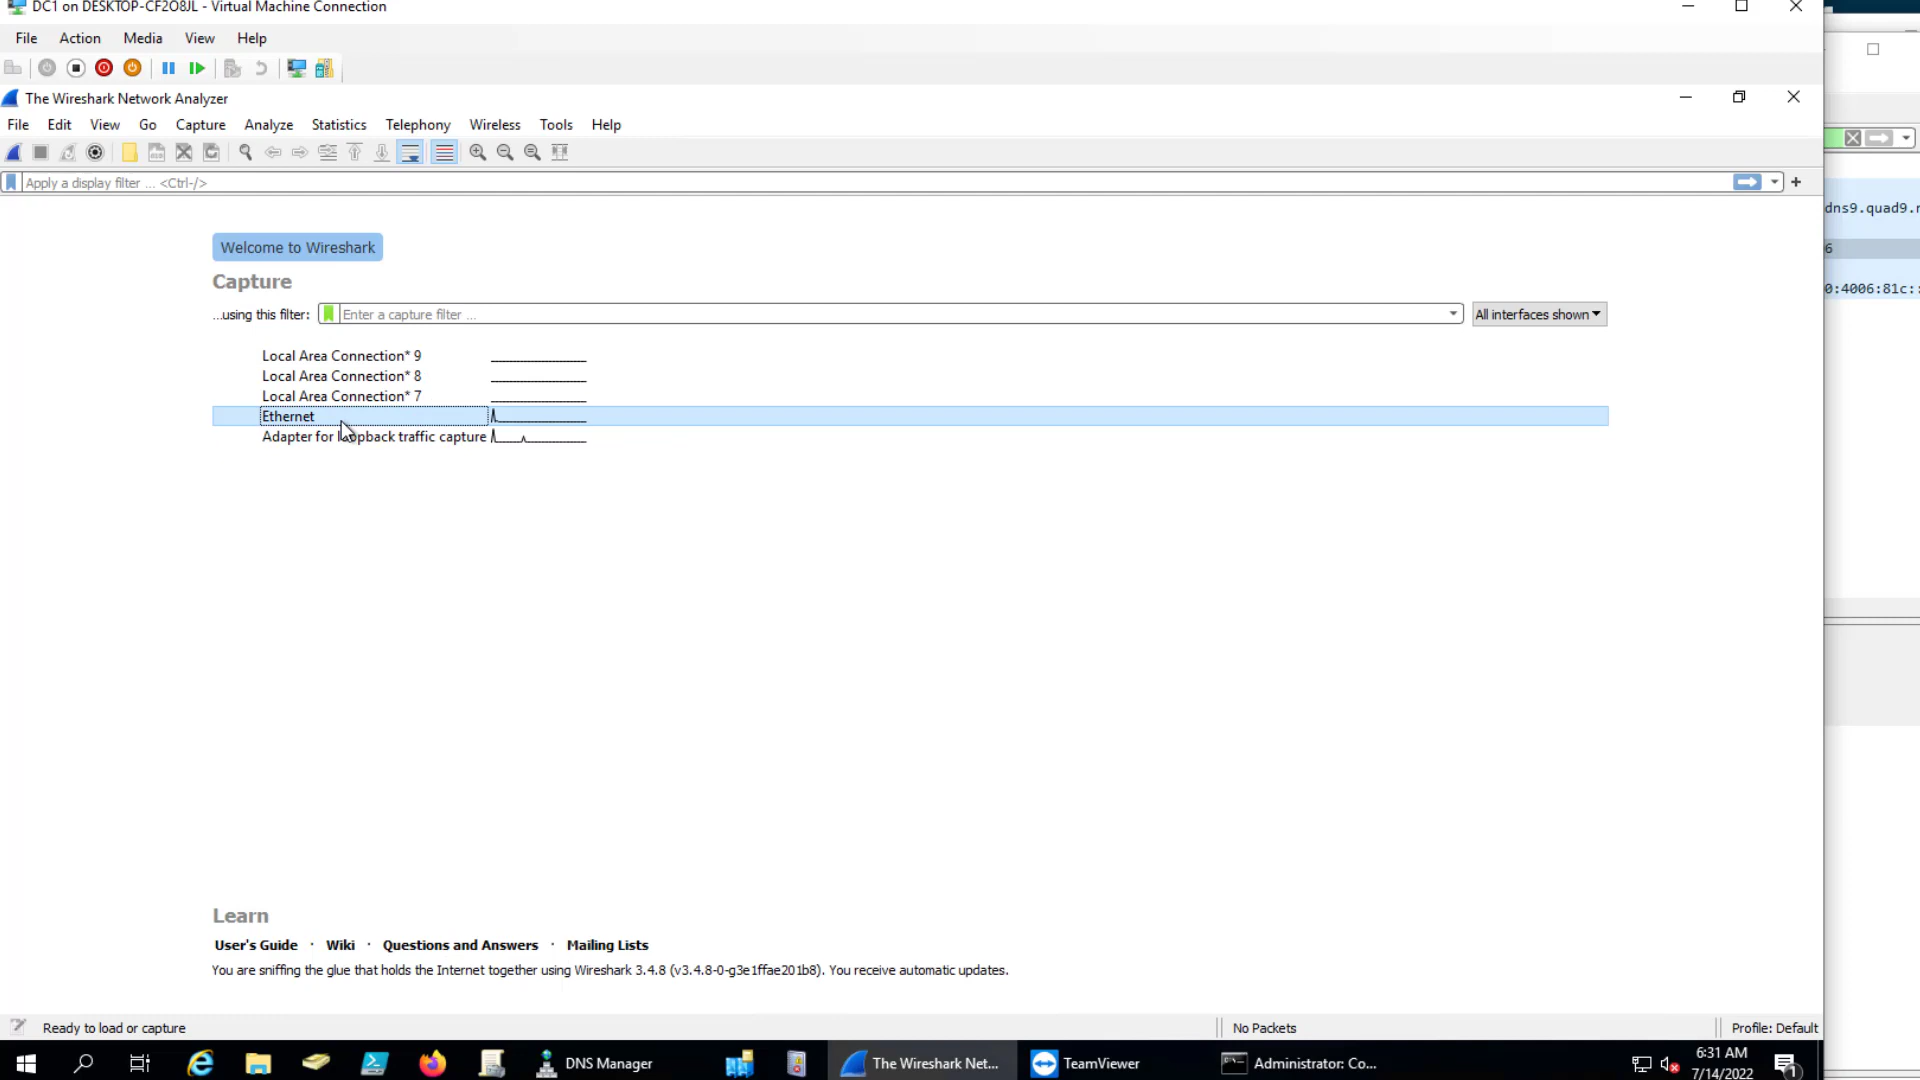 DC1 on DESKTOP-CF2O8JL - Virtual Machine Connection
File Action Media View Help
The Wireshark Network Analyzer
File Edit View Go Capture Analyze Statistics Telephony Wireless Tools Help
Apply a display filter ... <Ctrl-/>
dns9.quad9.n
Welcome to Wireshark
6
Capture
0:4006:81c::
...using this filter: Enter a capture filter ... All interfaces shown
Local Area Connection* 9
Local Area Connection* 8
Local Area Connection* 7
Ethernet
Adapter for loopback traffic capture
Learn
User's Guide · Wiki · Questions and Answers · Mailing Lists
You are sniffing the glue that holds the Internet together using Wireshark 3.4.8 (v3.4.8-0-g3e1ffae201b8). You receive automatic updates.
Ready to load or capture No Packets Profile: Default
DNS Manager The Wireshark Net... TeamViewer Administrator: Co... 6:31 AM
7/14/2022 1